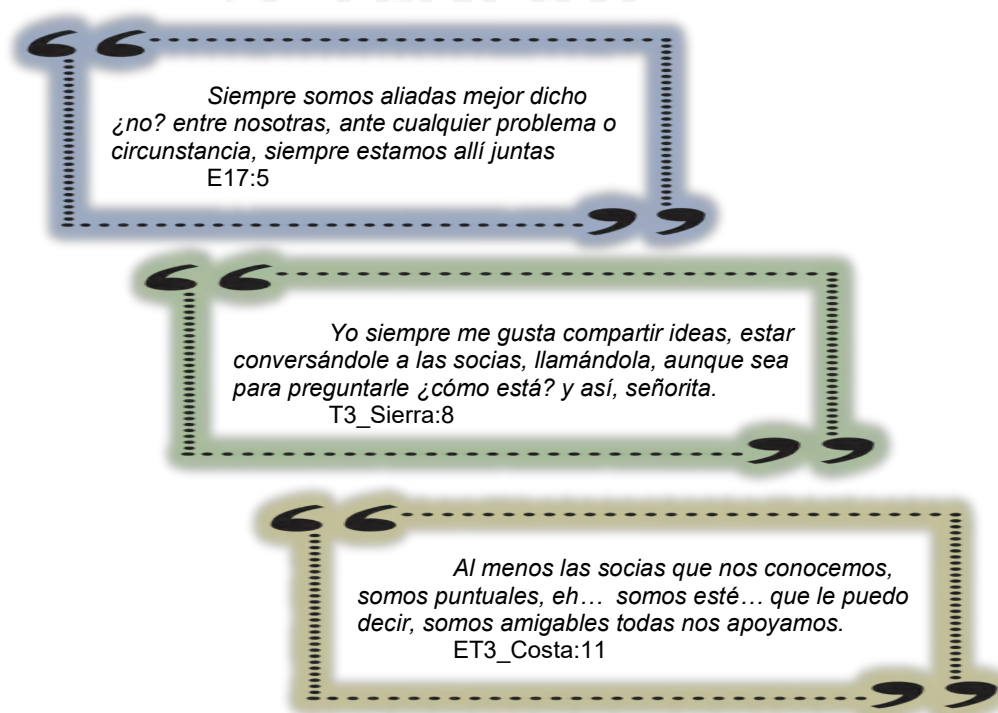 Siempre somos aliadas mejor dicho
¿no? entre nosotras, ante cualquier problema o
circunstancia, siempre estamos allí juntas
E17:5
Yo siempre me gusta compartir ideas, estar
conversándole a las socias, llamándola, aunque sea
para preguntarle ¿cómo está? y así, señorita.
T3_Sierra:8
Al menos las socias que nos conocemos,
somos puntuales, eh… somos esté… que le puedo
decir, somos amigables todas nos apoyamos.
ET3_Costa:11